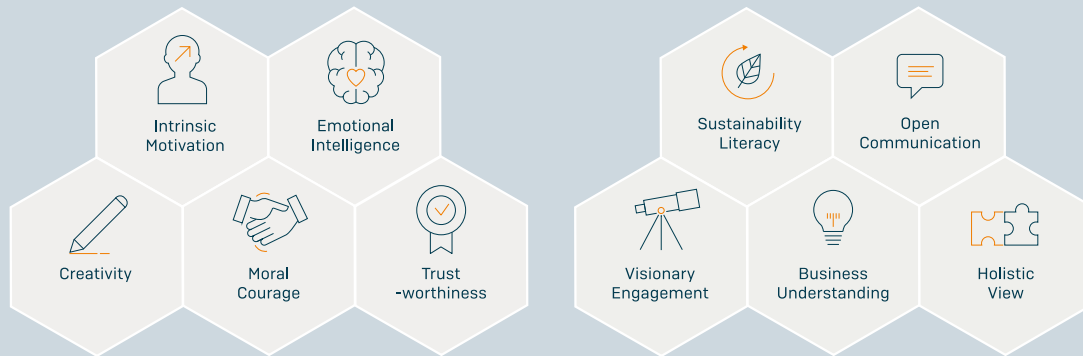 Intrinsic
Motivation
Emotional
Intelligence
Creativity
Moral
Courage
Trust
-worthiness
Sustainability
Literacy
Open
Communication
Visionary
Engagement
Business
Understanding
Holistic
View